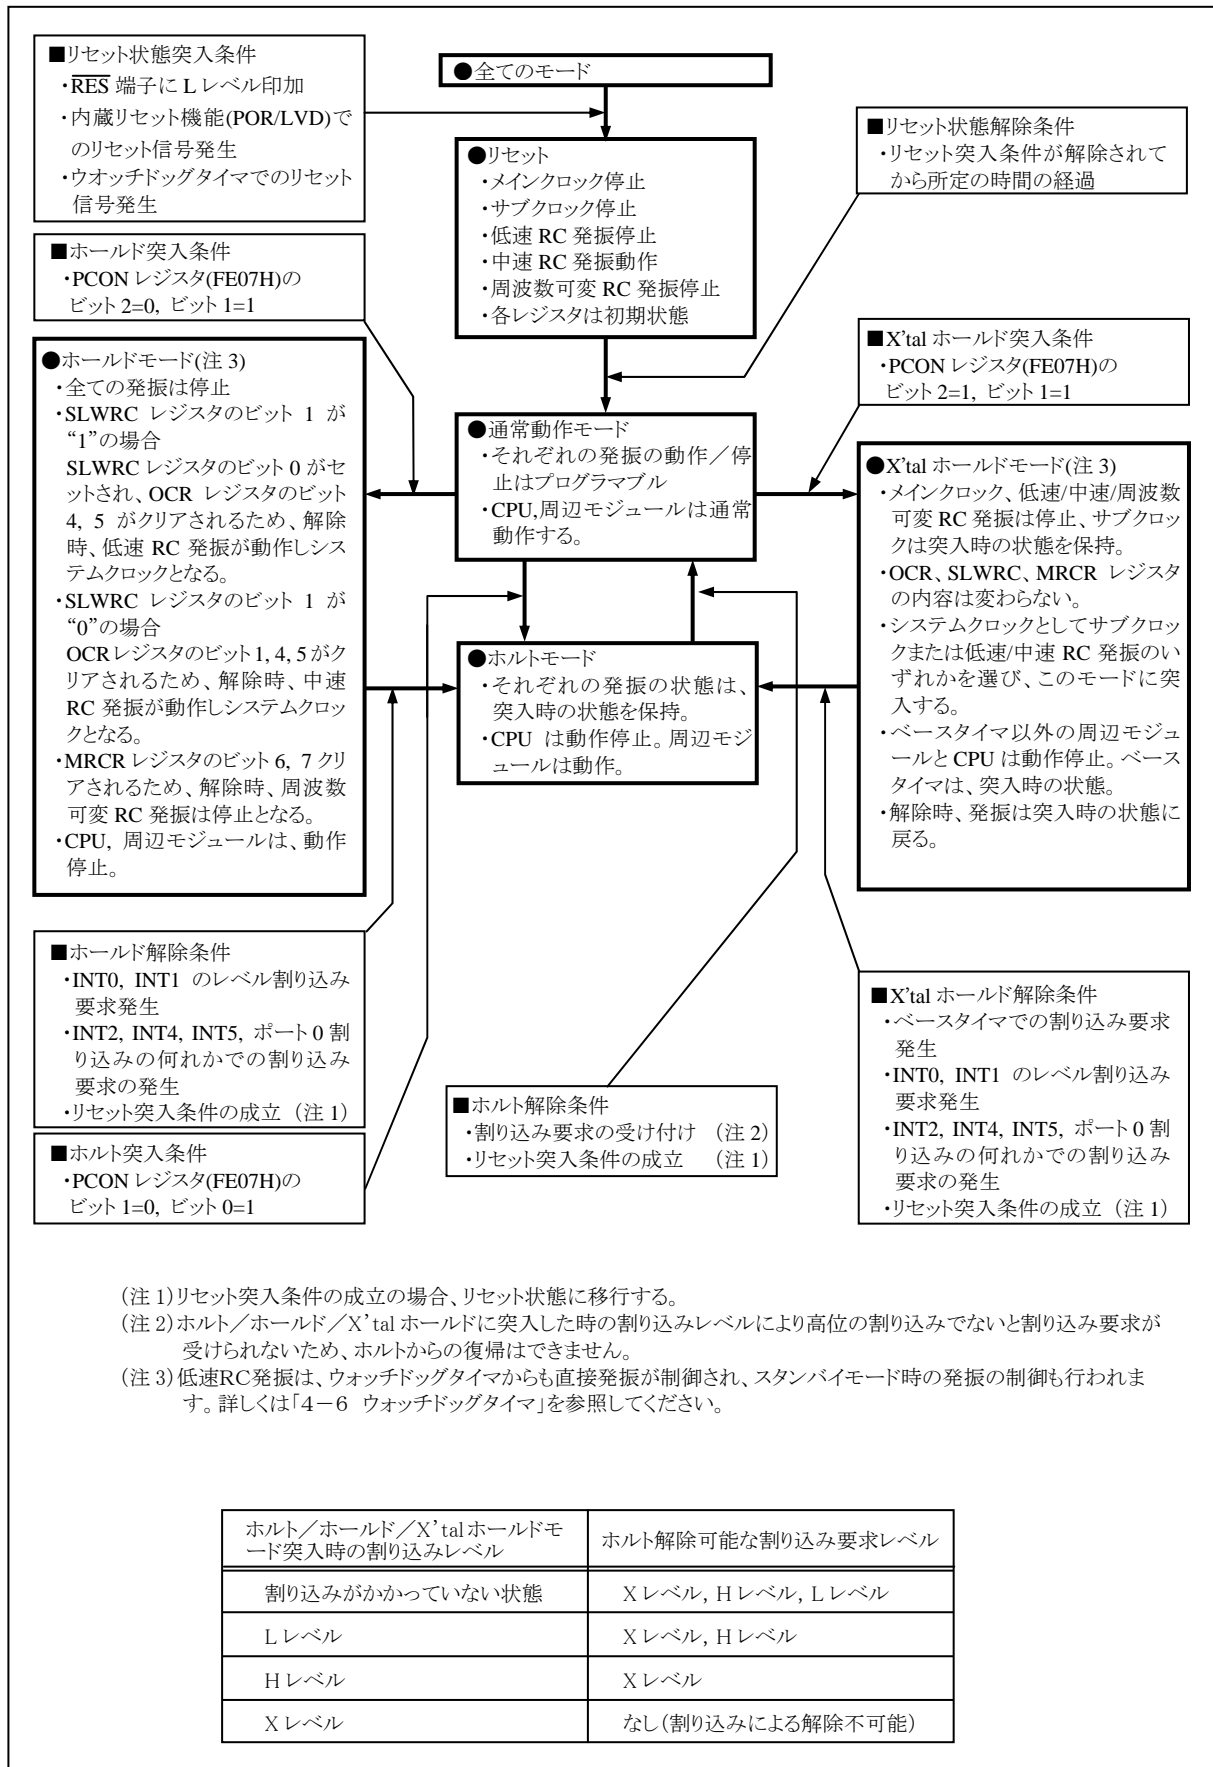 ■リセット状態突入条件
・RES 端子に L レベル印加
・内蔵リセット機能(POR/LVD)で
のリセット信号発生
・ウオッチドッグタイマでのリセット
信号発生
●全てのモード
■リセット状態解除条件
・リセット突入条件が解除されて
から所定の時間の経過
●リセット
・メインクロック停止
・サブクロック停止
・低速 RC 発振停止
・中速 RC 発振動作
・周波数可変 RC 発振停止
・各レジスタは初期状態
■ホールド突入条件
・PCON レジスタ(FE07H)の
ビット 2=0, ビット 1=1
■X'tal ホールド突入条件
・PCON レジスタ(FE07H)の
ビット 2=1, ビット 1=1
●ホールドモード(注 3)
・全ての発振は停止
・SLWRC レジスタのビット 1 が
“1”の場合
SLWRC レジスタのビット 0 がセ
ットされ、OCR レジスタのビット
4, 5 がクリアされるため、解除
時、低速 RC 発振が動作しシス
テムクロックとなる。
・SLWRC レジスタのビット 1 が
“0”の場合
OCR レジスタのビット 1, 4, 5 がク
リアされるため、解除時、中速
RC 発振が動作しシステムクロッ
クとなる。
・MRCR レジスタのビット 6, 7 クリ
アされるため、解除時、周波数
可変 RC 発振は停止となる。
・CPU, 周辺モジュールは、動作
停止。
●通常動作モード
・それぞれの発振の動作／停
止はプログラマブル
・CPU,周辺モジュールは通常
動作する。
●ホルトモード
・それぞれの発振の状態は、
突入時の状態を保持。
・CPU は動作停止。周辺モジ
ュールは動作。
●X'tal ホールドモード(注 3)
・メインクロック、低速/中速/周波数
可変 RC 発振は停止、サブクロッ
クは突入時の状態を保持。
・OCR、SLWRC、MRCR レジスタ
の内容は変わらない。
・システムクロックとしてサブクロッ
クまたは低速/中速 RC 発振のい
ずれかを選び、このモードに突
入する。
・ベースタイマ以外の周辺モジュ
ールと CPU は動作停止。ベース
タイマは、突入時の状態。
・解除時、発振は突入時の状態に
戻る。
■ホールド解除条件
・INT0, INT1 のレベル割り込み
要求発生
・INT2, INT4, INT5, ポート 0 割
り込みの何れかでの割り込み
要求の発生
・リセット突入条件の成立 (注 1)
■ホルト突入条件
・PCON レジスタ(FE07H)の
ビット 1=0, ビット 0=1
■ホルト解除条件
・割り込み要求の受け付け (注 2)
・リセット突入条件の成立 (注 1)
■X'tal ホールド解除条件
・ベースタイマでの割り込み要求
発生
・INT0, INT1 のレベル割り込み
要求発生
・INT2, INT4, INT5, ポート 0 割
り込みの何れかでの割り込み
要求の発生
・リセット突入条件の成立 (注 1)
(注 1)リセット突入条件の成立の場合、リセット状態に移行する。
(注 2)ホルト／ホールド／X'tal ホールドに突入した時の割り込みレベルにより高位の割り込みでないと割り込み要求が
受けられないため、ホルトからの復帰はできません。
(注 3)低速RC発振は、ウォッチドッグタイマからも直接発振が制御され、スタンバイモード時の発振の制御も行われま
す。詳しくは「４－６ ウォッチドッグタイマ」を参照してください。
ホルト／ホールド／X'talホールドモ
ード突入時の割り込みレベル
ホルト解除可能な割り込み要求レベル
割り込みがかかっていない状態
Xレベル, Hレベル, Lレベル
Lレベル
Xレベル, Hレベル
Hレベル
Xレベル
Xレベル
なし(割り込みによる解除不可能)